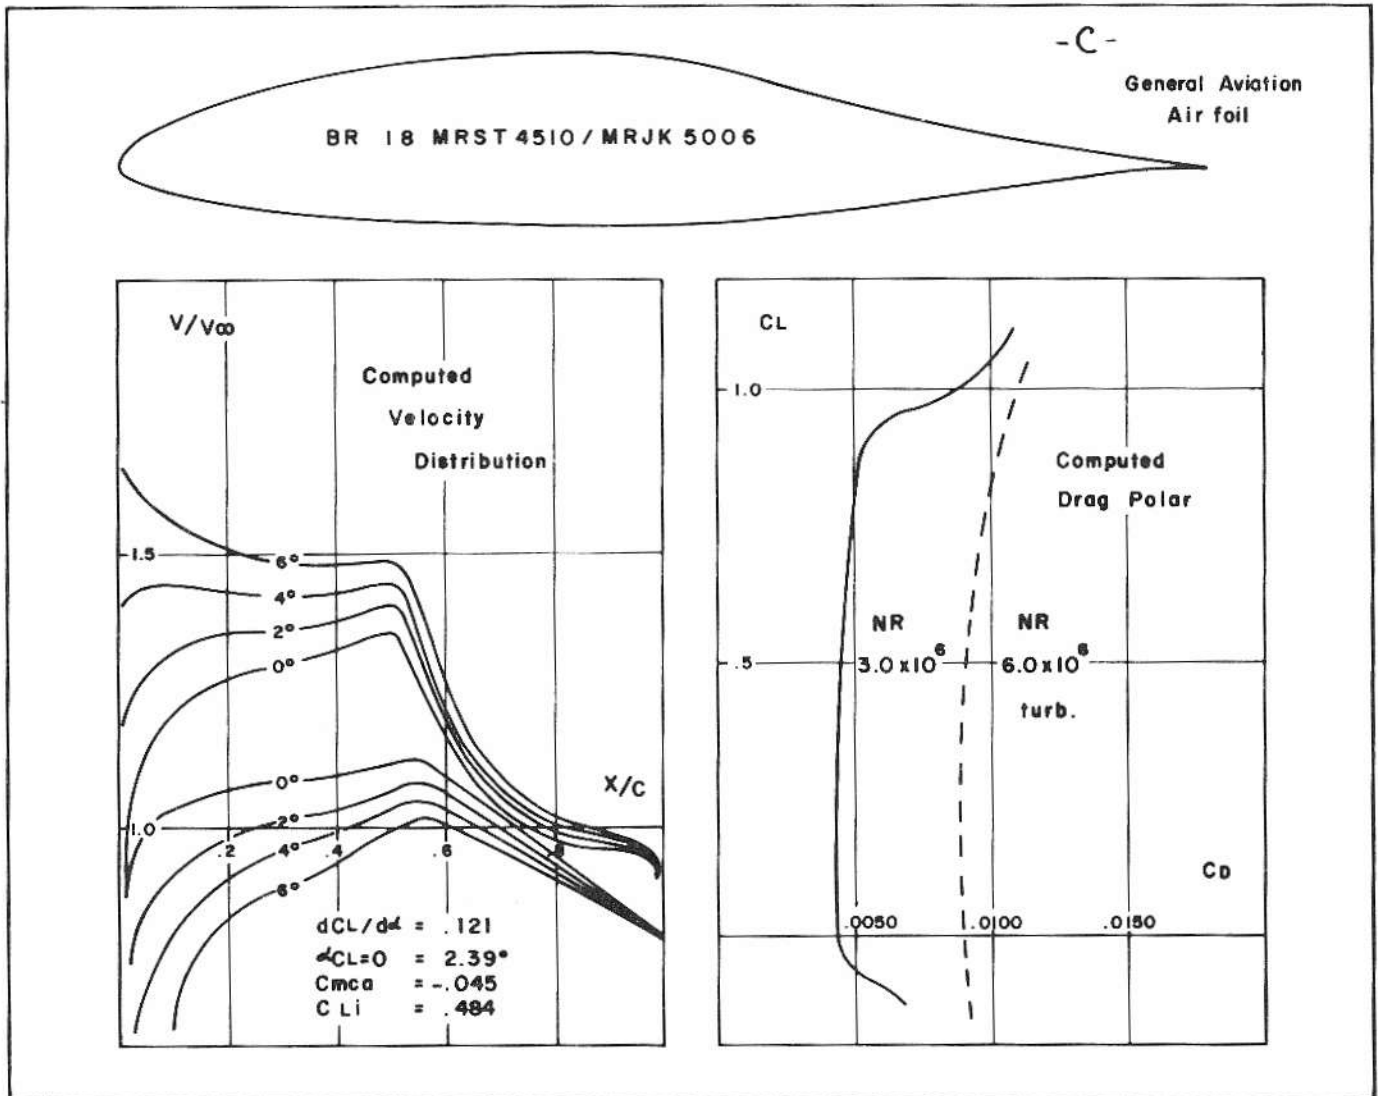 -C-
General Aviation
Air foil
BR 18 MRST 4510 / MRJK 5006
V/V∞
Computed
Velocity
Distribution
1.5
6°
4°
2°
0°
0°
X/C
1.0
2°
.2
4°
.4
.6
.8
6°
dCL/dα = .121
αCL=0 = 2.39°
Cmca = -.045
CLi = .484
CL
1.0
Computed
Drag Polar
NR
3.0x10⁶
NR
6.0x10⁶
turb.
.5
CD
.0050
.0100
.0150